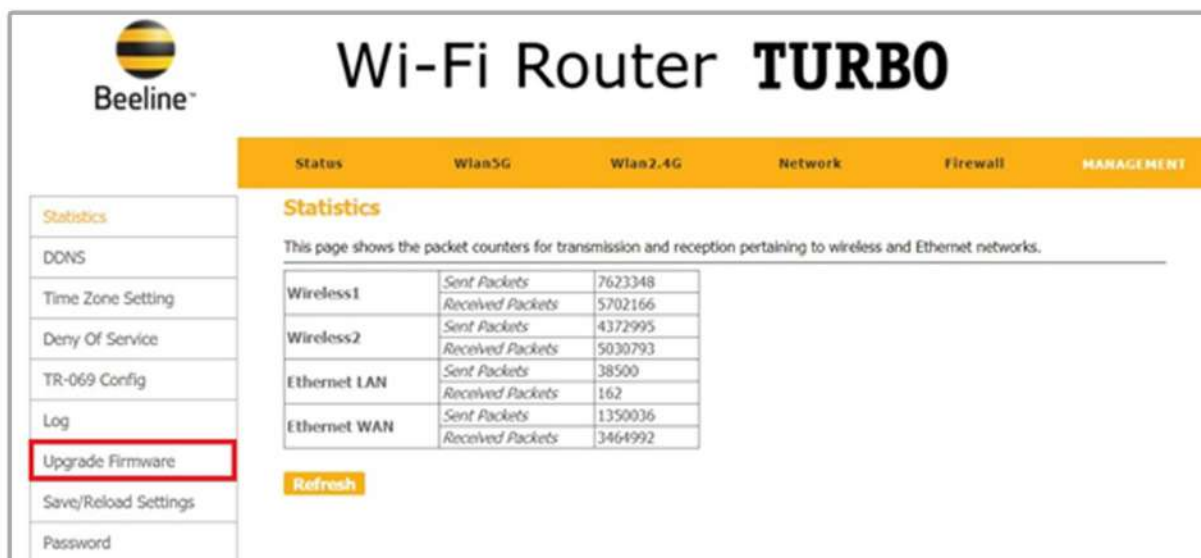 Beeline™
Wi-Fi Router TURBO
Status Wlan5G Wlan2.4G Network Firewall MANAGEMENT
Statistics
DDNS
Time Zone Setting
Deny Of Service
TR-069 Config
Log
Upgrade Firmware
Save/Reload Settings
Password
Statistics
This page shows the packet counters for transmission and reception pertaining to wireless and Ethernet networks.
Wireless1 Sent Packets 7623348
Received Packets 5702166
Wireless2 Sent Packets 4372995
Received Packets 5030793
Ethernet LAN Sent Packets 38500
Received Packets 162
Ethernet WAN Sent Packets 1350036
Received Packets 3464992
Refresh